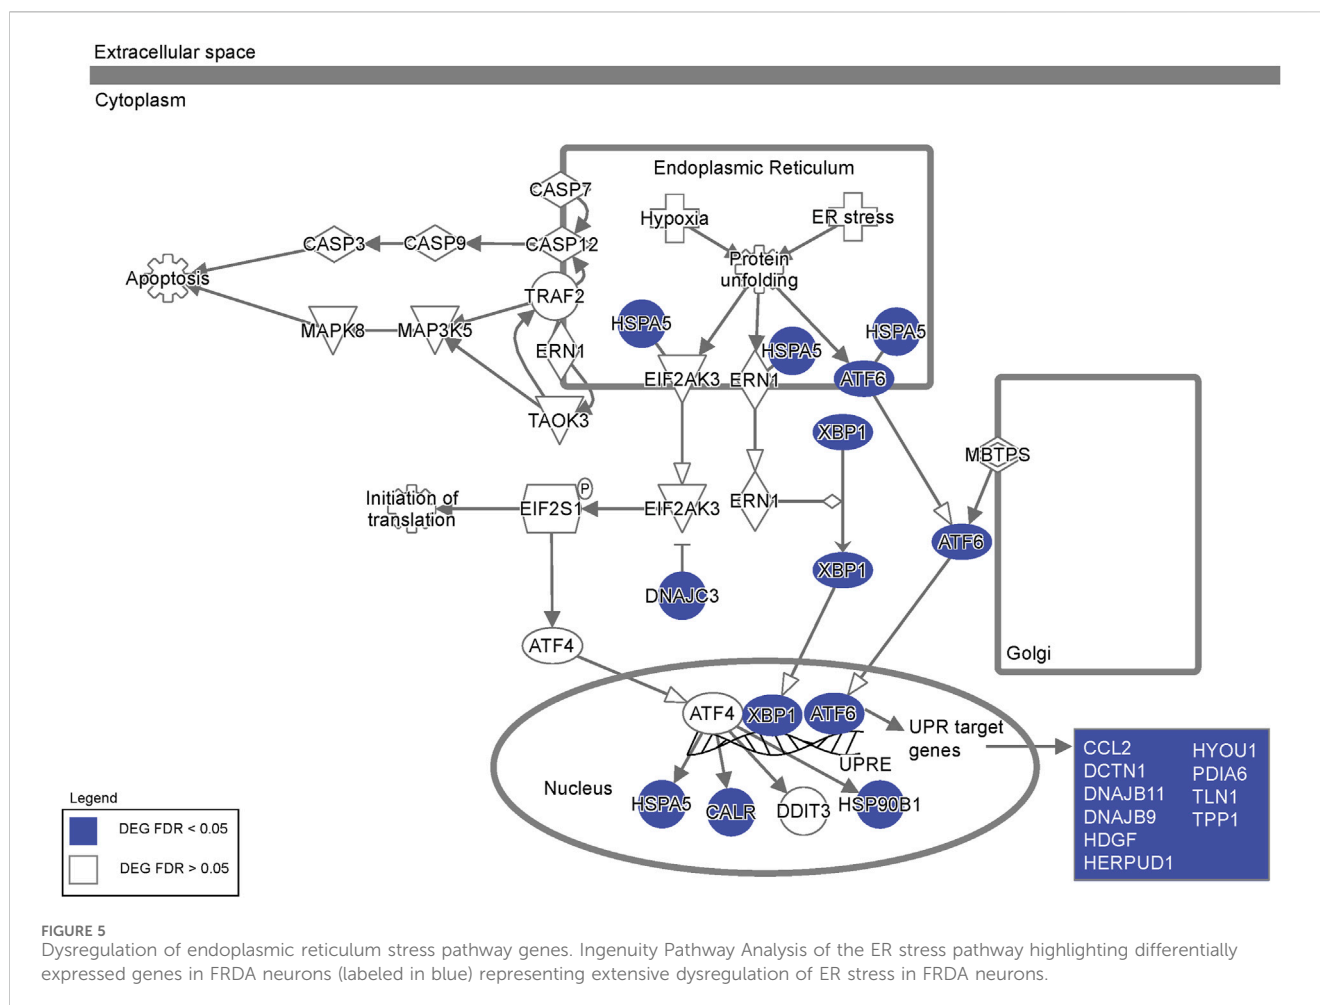 Extracellular space
Cytoplasm
Endoplasmic Reticulum
CASP7
Hypoxia
ER stress
CASP3
CASP9
CASP12
Protein
unfolding
Apoptosis
TRAF2
HSPA5
HSPA5
HSPA5
MAPK8
MAP3K5
ERN1
EIF2AK3
ERN1
ATF6
TAOK3
XBP1
MBTPS
Initiation of
translation
EIF2S1
P
EIF2AK3
ERN1
ATF6
XBP1
DNAJC3
ATF4
Golgi
ATF4
XBP1
ATF6
UPR target
genes
UPRE
Nucleus
HSPA5
CALR
DDIT3
HSP90B1
CCL2
DCTN1
DNAJB11
DNAJB9
HDGF
HERPUD1
HYOU1
PDIA6
TLN1
TPP1
Legend
DEG FDR < 0.05
DEG FDR > 0.05
FIGURE 5
Dysregulation of endoplasmic reticulum stress pathway genes. Ingenuity Pathway Analysis of the ER stress pathway highlighting differentially
expressed genes in FRDA neurons (labeled in blue) representing extensive dysregulation of ER stress in FRDA neurons.